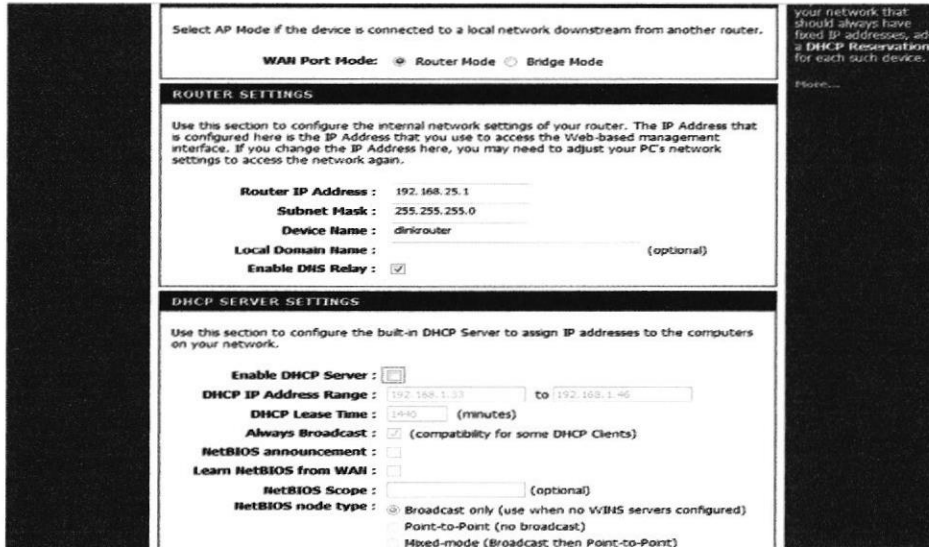 Select AP Mode if the device is connected to a local network downstream from another router.
WAN Port Mode: Router Mode Bridge Mode
ROUTER SETTINGS
Use this section to configure the internal network settings of your router. The IP Address that
is configured here is the IP Address that you use to access the Web-based management
interface. If you change the IP Address here, you may need to adjust your PC's network
settings to access the network again.
Router IP Address : 192.168.25.1
Subnet Mask : 255.255.255.0
Device Name : dlinkrouter
Local Domain Name : (optional)
Enable DNS Relay :
DHCP SERVER SETTINGS
Use this section to configure the built-in DHCP Server to assign IP addresses to the computers
on your network.
Enable DHCP Server :
DHCP IP Address Range : 192.168.1.33 to 192.168.1.46
DHCP Lease Time : 1440 (minutes)
Always Broadcast : (compatibility for some DHCP Clients)
NetBIOS announcement :
Learn NetBIOS from WAN :
NetBIOS Scope : (optional)
NetBIOS node type : Broadcast only (use when no WINS servers configured)
Point-to-Point (no broadcast)
Mixed-mode (Broadcast then Point-to-Point)
your network that
should always have
fixed IP addresses, ad
a DHCP Reservation
for each such device.
More...